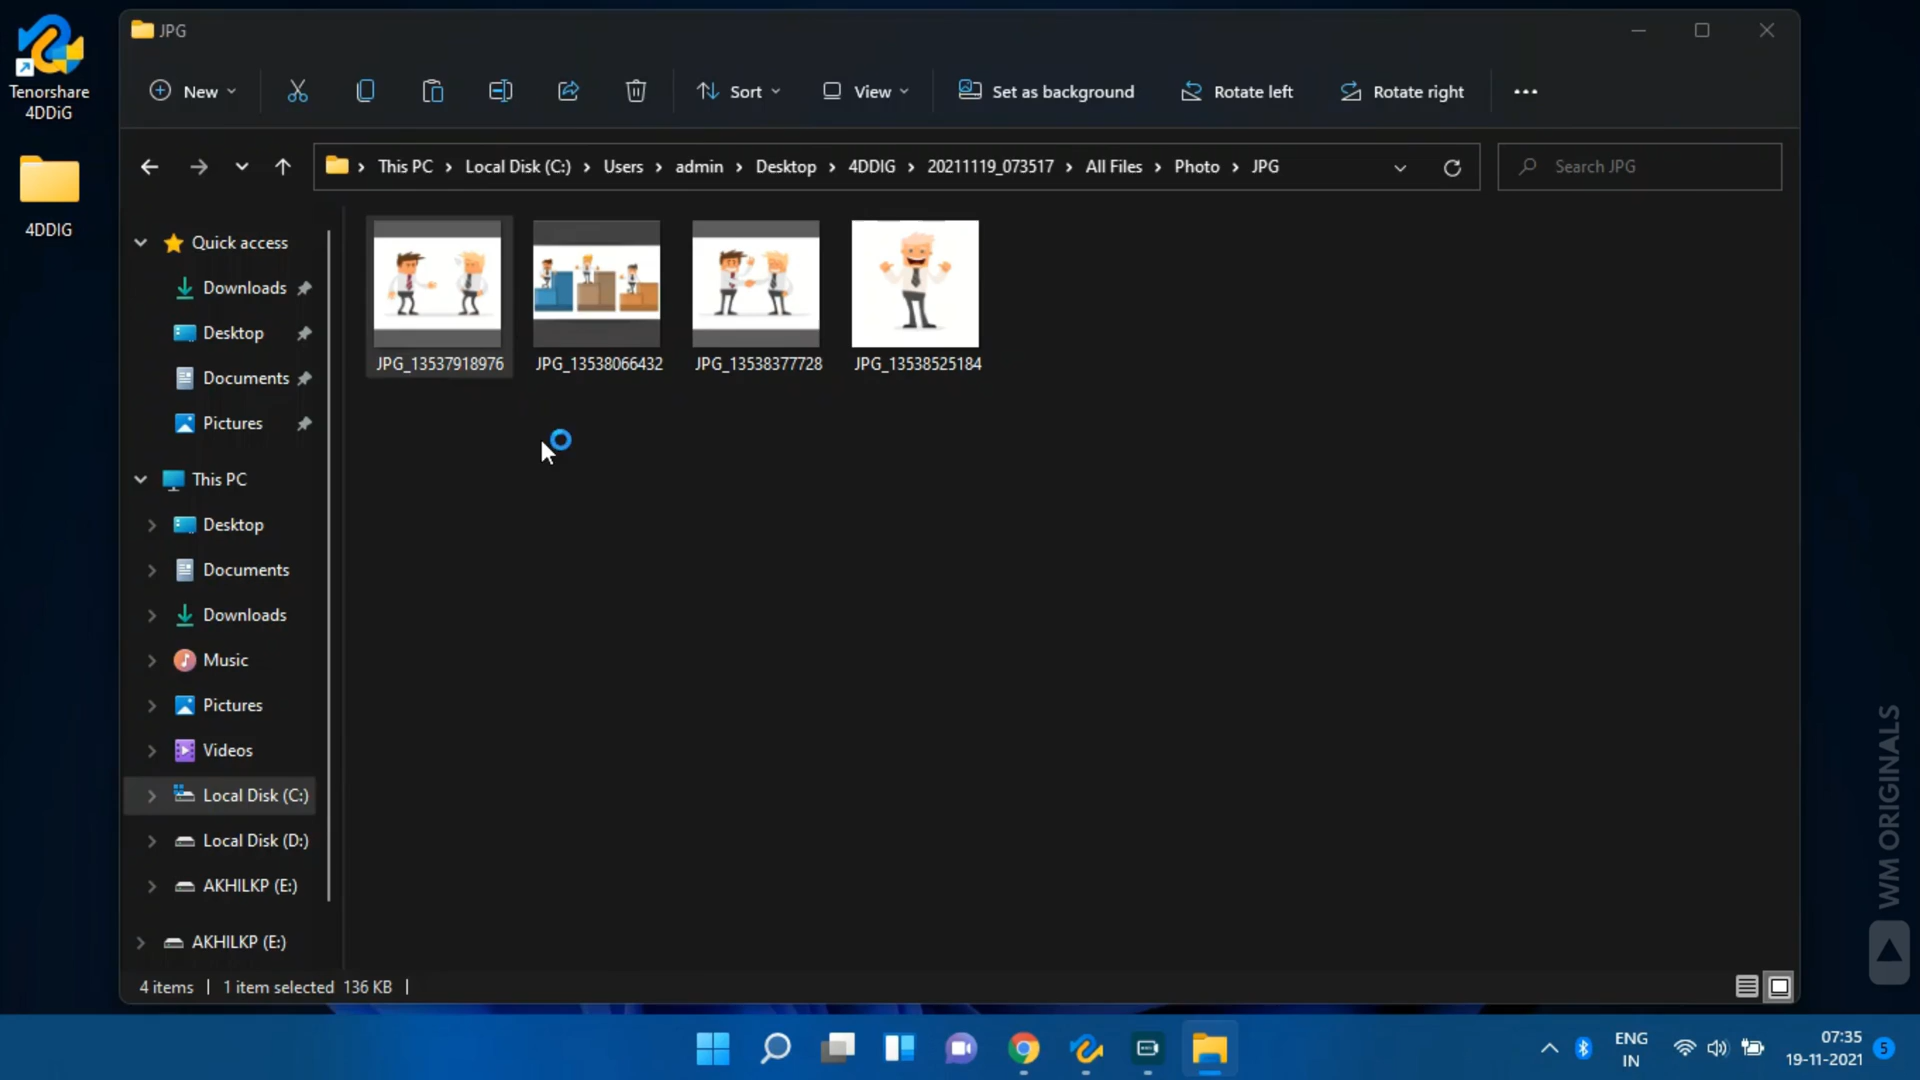 Tenorshare
4DDiG
4DDIG
JPG
New
Sort
View
Set as background
Rotate left
Rotate right
This PC
Local Disk (C:)
Users
admin
Desktop
4DDIG
20211119_073517
All Files
Photo
JPG
Search JPG
Quick access
Downloads
Desktop
Documents
Pictures
This PC
Desktop
Documents
Downloads
Music
Pictures
Videos
Local Disk (C:)
Local Disk (D:)
AKHILKP (E:)
AKHILKP (E:)
JPG_13537918976
JPG_13538066432
JPG_13538377728
JPG_13538525184
4 items
1 item selected 136 KB
WM ORIGINALS
ENG
IN
07:35
19-11-2021
5